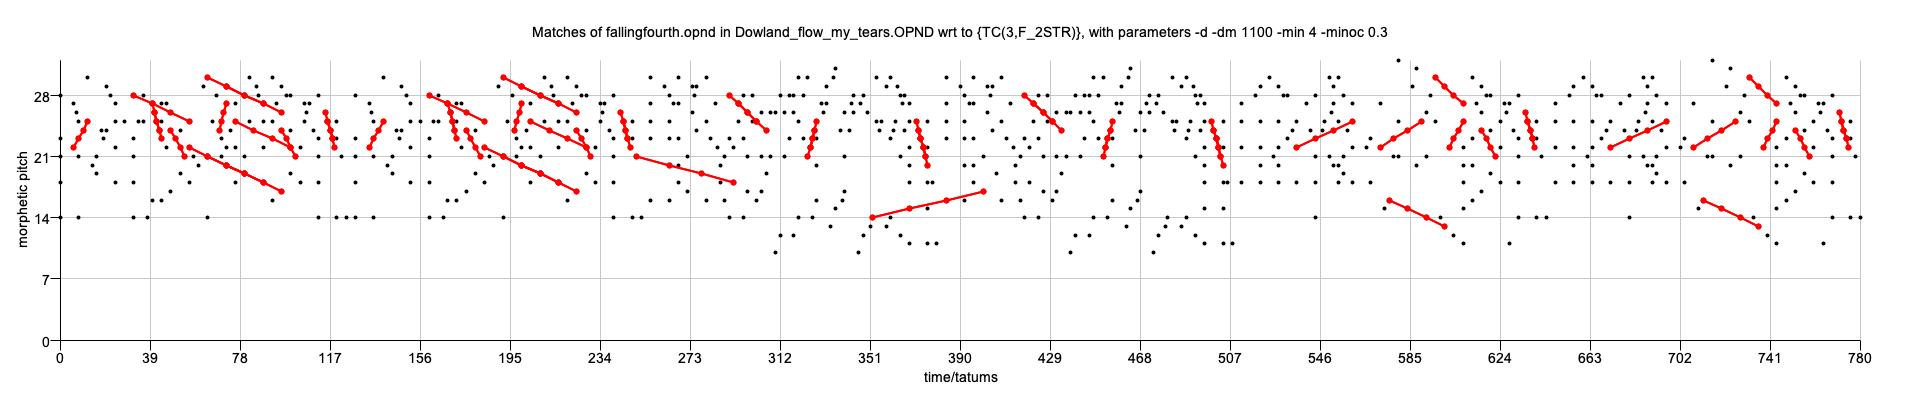 Matches of fallingfourth.opnd in Dowland_flow_my_tears.OPND wrt to {TC(3,F_2STR)}, with parameters -d -dm 1100 -min 4 -minoc 0.3
morphetic pitch
28
21
14
7
0
0 39 78 117 156 195 234 273 312 351 390 429 468 507 546 585 624 663 702 741 780
time/tatums